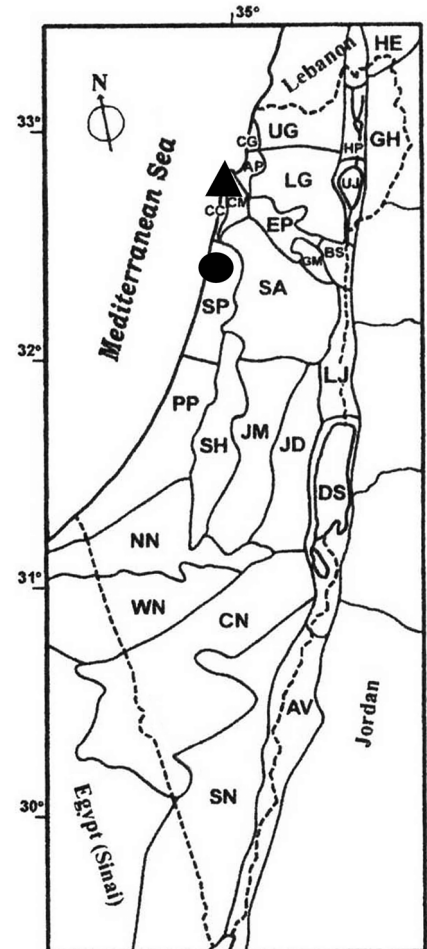 35°
HE
Lebanon
N
33°
UG
CG
HP
GH
AP
LG
UJ
CM
CC
EP
BS
GM
Mediterranean Sea
SA
SP
32°
LJ
PP
SH
JM
JD
DS
NN
31°
WN
CN
AV
Jordan
SN
30°
Egypt (Sinai)